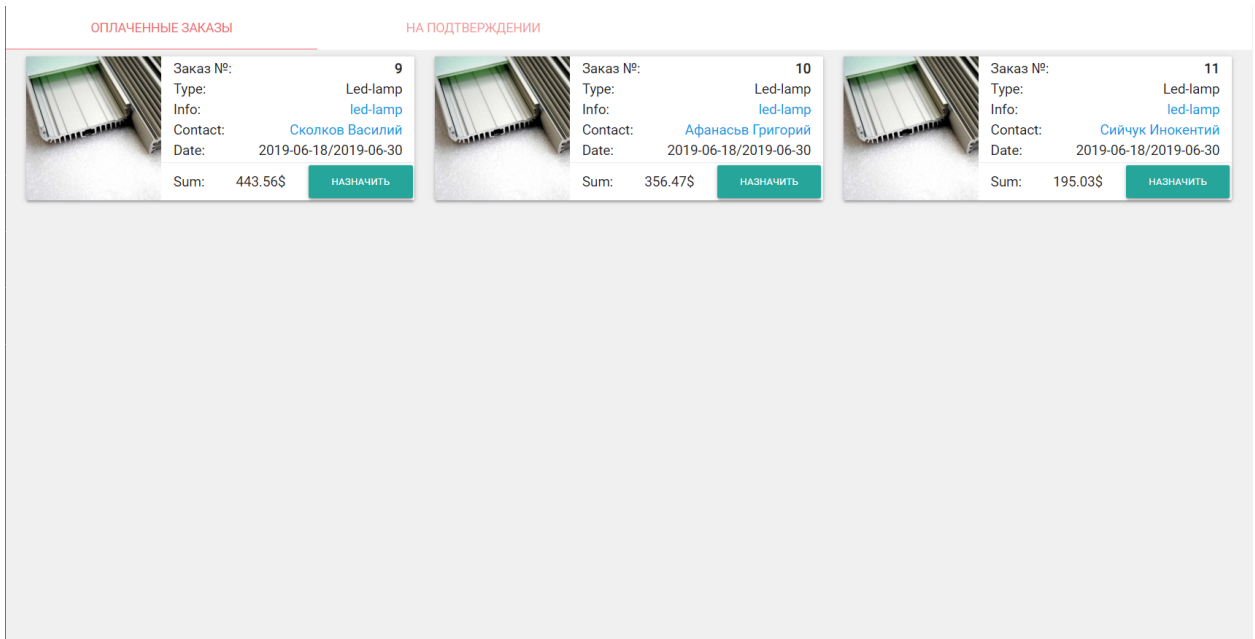 ОПЛАЧЕННЫЕ ЗАКАЗЫ НА ПОДТВЕРЖДЕНИИ
Заказ №: 9
Type: Led-lamp
Info: led-lamp
Contact: Сколков Василий
Date: 2019-06-18/2019-06-30
Sum: 443.56$ НАЗНАЧИТЬ
Заказ №: 10
Type: Led-lamp
Info: led-lamp
Contact: Афанасьв Григорий
Date: 2019-06-18/2019-06-30
Sum: 356.47$ НАЗНАЧИТЬ
Заказ №: 11
Type: Led-lamp
Info: led-lamp
Contact: Сийчук Инокентий
Date: 2019-06-18/2019-06-30
Sum: 195.03$ НАЗНАЧИТЬ